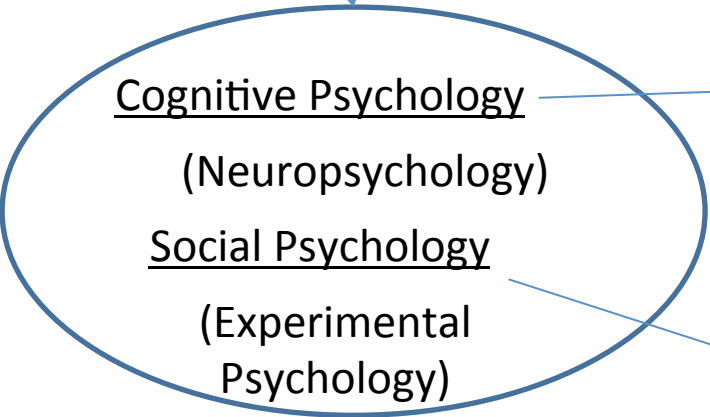 Cognitive Psychology
(Neuropsychology)
Social Psychology
(Experimental
Psychology)